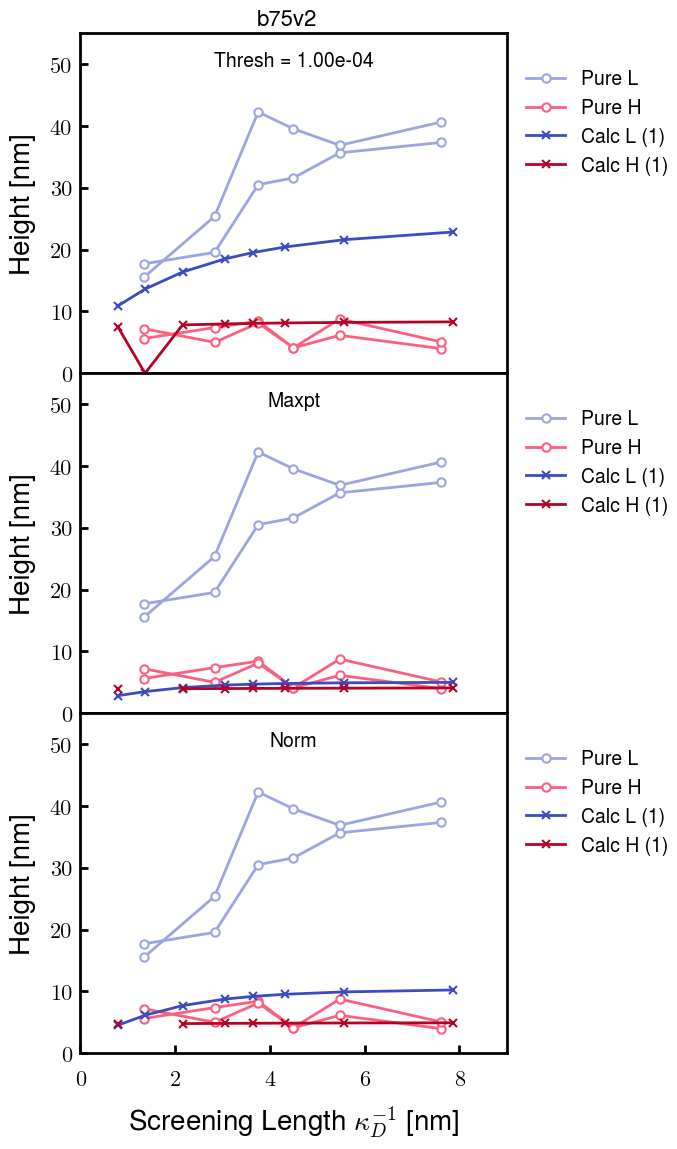 b75v2
Thresh = 1.00e-04
50
40
30
20
10
0
Height [nm]
Pure L
Pure H
Calc L (1)
Calc H (1)
Maxpt
50
40
30
20
10
0
Height [nm]
Pure L
Pure H
Calc L (1)
Calc H (1)
Norm
50
40
30
20
10
0
Height [nm]
Pure L
Pure H
Calc L (1)
Calc H (1)
0 2 4 6 8
Screening Length κ_D^{-1} [nm]